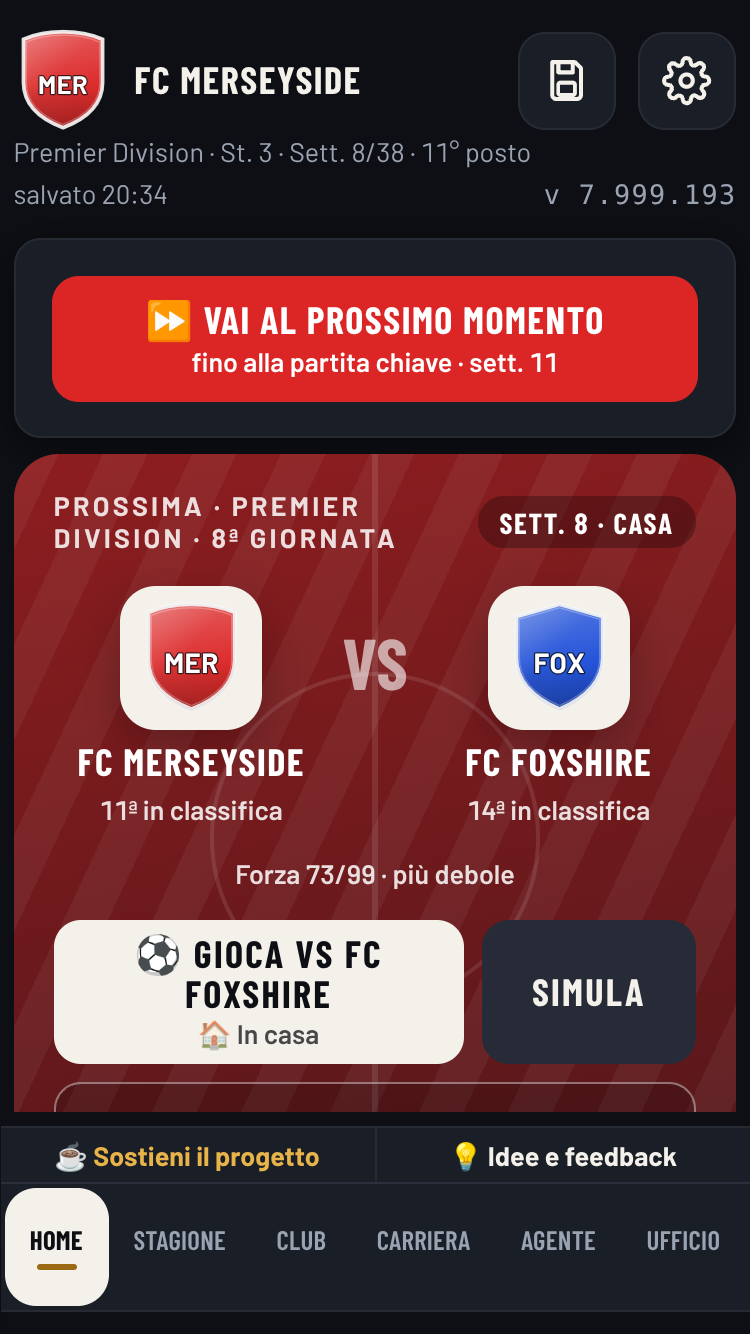 MER
FC MERSEYSIDE
Premier Division · St. 3 · Sett. 8/38 · 11° posto
salvato 20:34
v 7.999.193
⏩ VAI AL PROSSIMO MOMENTO
fino alla partita chiave · sett. 11
PROSSIMA · PREMIER
DIVISION · 8ª GIORNATA
SETT. 8 · CASA
MER
VS
FOX
FC MERSEYSIDE
FC FOXSHIRE
11ª in classifica
14ª in classifica
Forza 73/99 · più debole
⚽ GIOCA VS FC
FOXSHIRE
🏠 In casa
SIMULA
☕ Sostieni il progetto
💡 Idee e feedback
HOME
STAGIONE
CLUB
CARRIERA
AGENTE
UFFICIO